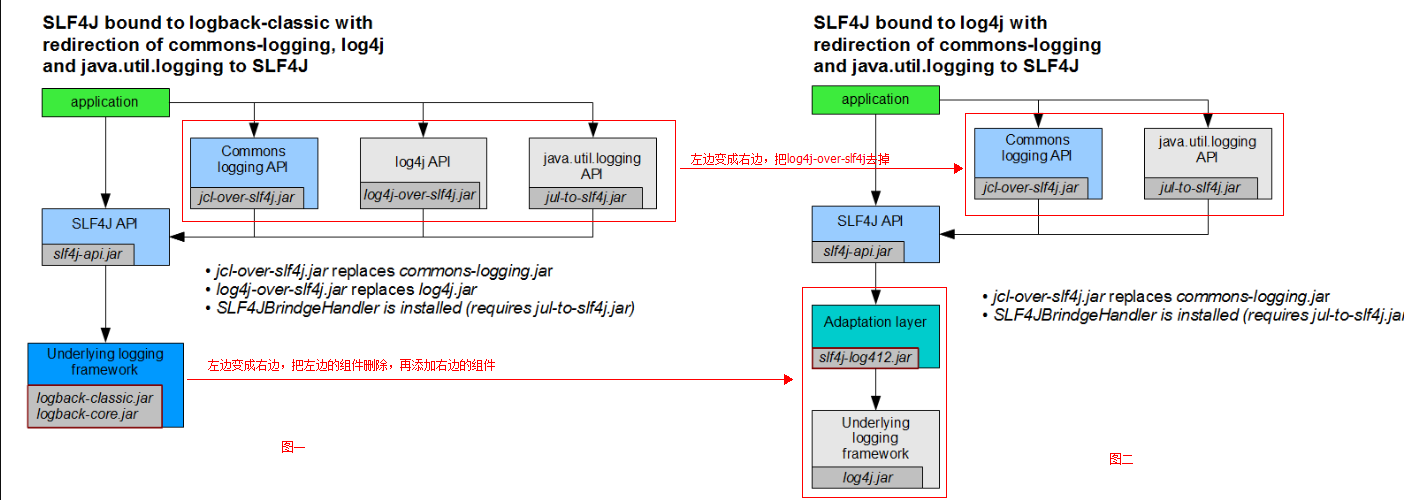 SLF4J bound to logback-classic with
redirection of commons-logging, log4j
and java.util.logging to SLF4J
application
Commons
logging API
jcl-over-slf4j.jar
log4j API
log4j-over-slf4j.jar
java.util.logging
API
jul-to-slf4j.jar
SLF4J API
slf4j-api.jar
• jcl-over-slf4j.jar replaces commons-logging.jar
• log4j-over-slf4j.jar replaces log4j.jar
• SLF4JBrindgeHandler is installed (requires jul-to-slf4j.jar)
Underlying logging
framework
logback-classic.jar
logback-core.jar
图一
左边变成右边，把log4j-over-slf4j去掉
左边变成右边，把左边的组件删除，再添加右边的组件
SLF4J bound to log4j with
redirection of commons-logging
and java.util.logging to SLF4J
application
Commons
logging API
jcl-over-slf4j.jar
java.util.logging
API
jul-to-slf4j.jar
SLF4J API
slf4j-api.jar
• jcl-over-slf4j.jar replaces commons-logging.jar
• SLF4JBrindgeHandler is installed (requires jul-to-slf4j.jar
Adaptation layer
slf4j-log412.jar
Underlying
logging
framework
log4j.jar
图二